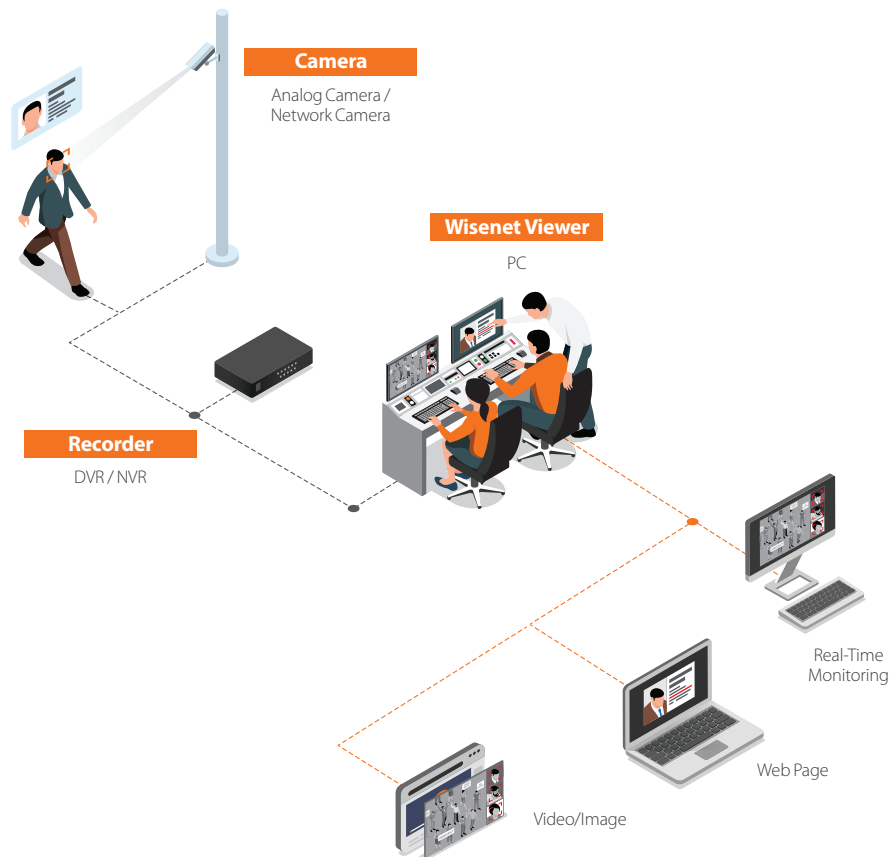 Camera
Analog Camera /
Network Camera
Wisenet Viewer
PC
Recorder
DVR / NVR
Real-Time
Monitoring
Web Page
Video/Image